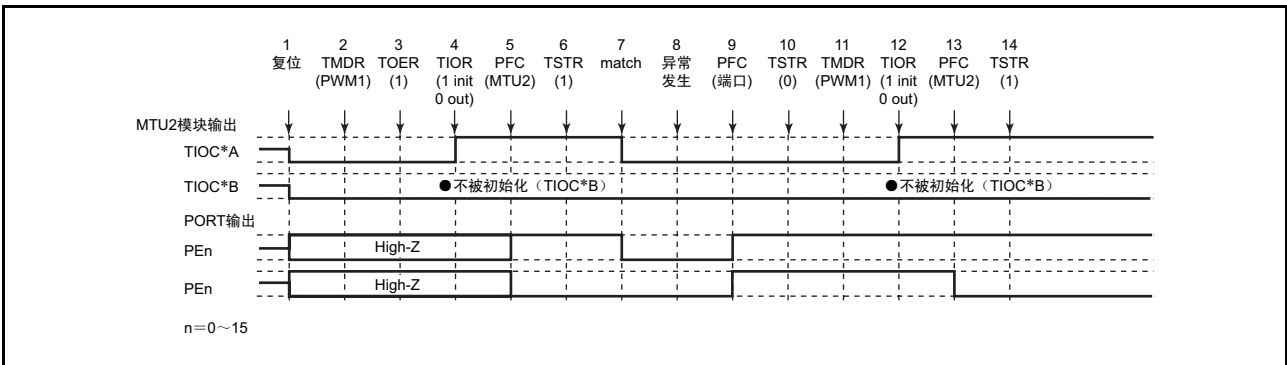 1 2 3 4 5 6 7 8 9 10 11 12 13 14
复位 TMDR TOER TIOR PFC TSTR match 异常 PFC TSTR TMDR TIOR PFC TSTR
(PWM1) (1) (1 init (MTU2) (1) 发生 (端口) (0) (PWM1) (1 init (MTU2) (1)
0 out) 0 out)
MTU2模块输出
TIOC*A
TIOC*B ●不被初始化（TIOC*B） ●不被初始化（TIOC*B）
PORT输出
PEn High-Z
PEn High-Z
n＝0～15